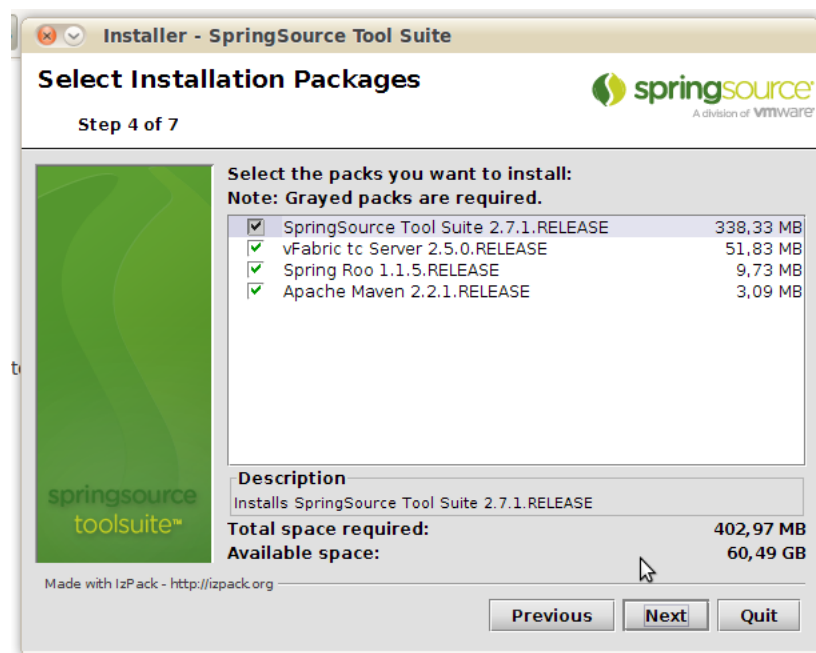 Installer - SpringSource Tool Suite
Select Installation Packages
Step 4 of 7
springsource
A division of vmware
Select the packs you want to install:
Note: Grayed packs are required.
SpringSource Tool Suite 2.7.1.RELEASE 338,33 MB
vFabric tc Server 2.5.0.RELEASE 51,83 MB
Spring Roo 1.1.5.RELEASE 9,73 MB
Apache Maven 2.2.1.RELEASE 3,09 MB
springsource
toolsuite™
Description
Installs SpringSource Tool Suite 2.7.1.RELEASE
Total space required: 402,97 MB
Available space: 60,49 GB
Made with IzPack - http://izpack.org
Previous Next Quit